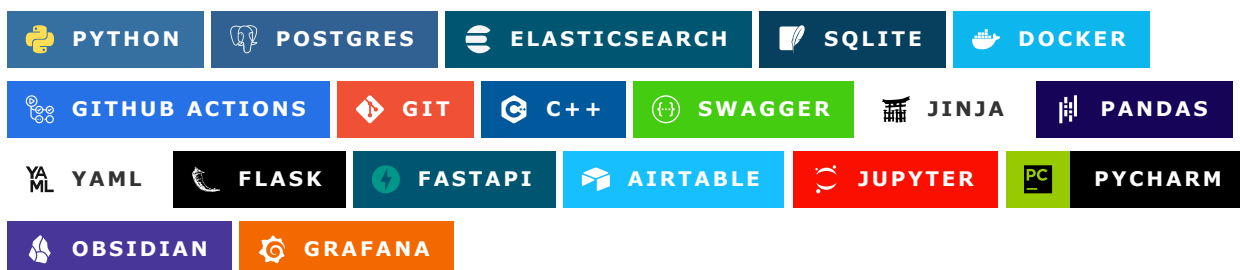 PYTHON POSTGRES ELASTICSEARCH SQLITE DOCKER
GITHUB ACTIONS GIT C++ SWAGGER JINJA PANDAS
YAML YAML FLASK FASTAPI AIRTABLE JUPYTER PC PYCHARM
OBSIDIAN GRAFANA